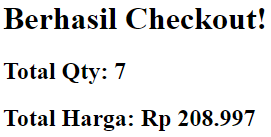 Berhasil Checkout!
Total Qty: 7
Total Harga: Rp 208.997